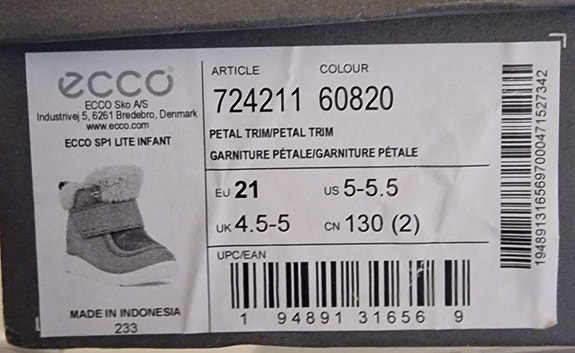 ecco
ECCO Sko A/S
Industrivej 5, 6261 Bredebro, Denmark
www.ecco.com
ECCO SP1 LITE INFANT
MADE IN INDONESIA
233
ARTICLE COLOUR
724211 60820
PETAL TRIM/PETAL TRIM
GARNITURE PÉTALE/GARNITURE PÉTALE
EU 21 US 5-5.5
UK 4.5-5 CN 130 (2)
UPC/EAN
1 94891 31656 9
19489131656970000471527342